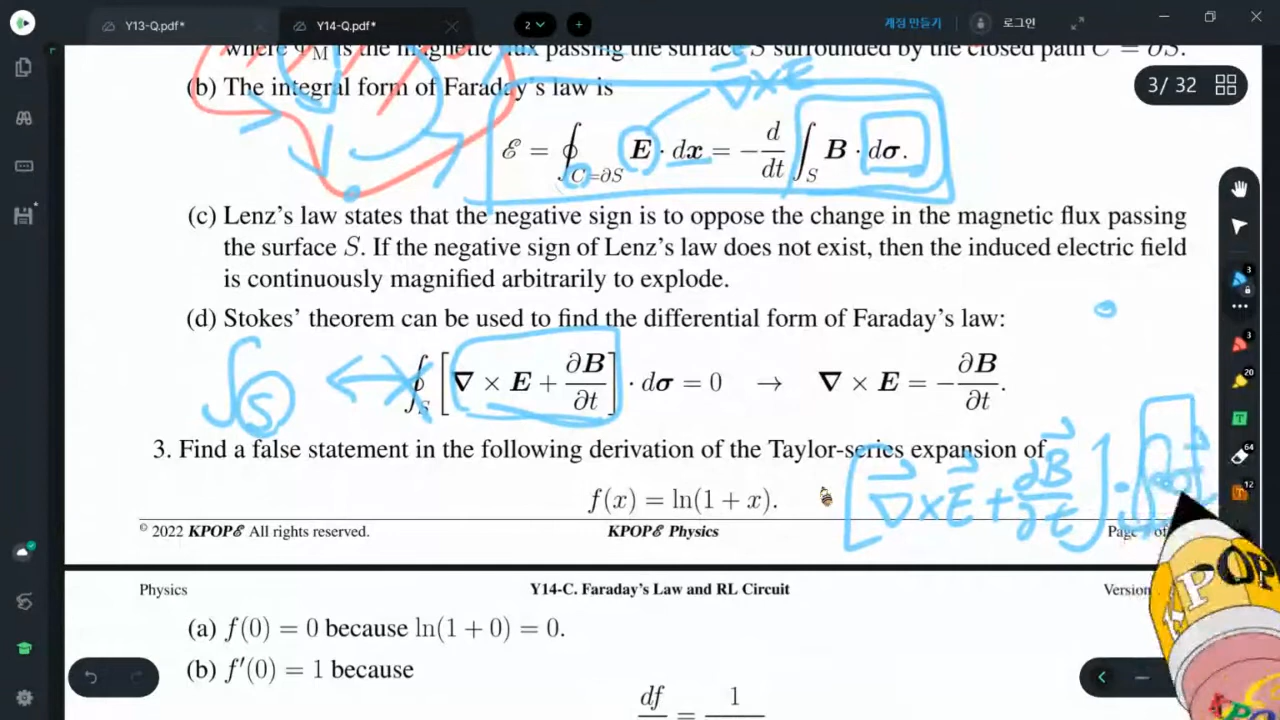 Y13-Q.pdf*
Y14-Q.pdf*
2
계정 만들기
로그인
where Φ_M is the magnetic flux passing the surface S surrounded by the closed path C = ∂S.
3 / 32
(b) The integral form of Faraday's law is
∇×E
ℰ = ∮_{C=∂S} E · dx = −d/dt ∫_S B · dσ.
(c) Lenz's law states that the negative sign is to oppose the change in the magnetic flux passing
the surface S. If the negative sign of Lenz's law does not exist, then the induced electric field
is continuously magnified arbitrarily to explode.
(d) Stokes' theorem can be used to find the differential form of Faraday's law:
∫_S ↔ ∮_S [∇ × E + ∂B/∂t] · dσ = 0 → ∇ × E = −∂B/∂t.
3. Find a false statement in the following derivation of the Taylor-series expansion of
f(x) = ln(1 + x).
[∇×E + ∂B/∂t] ·
© 2022 KPOPℰ All rights reserved. KPOPℰ Physics
Physics Y14-C. Faraday's Law and RL Circuit Version
(a) f(0) = 0 because ln(1 + 0) = 0.
(b) f′(0) = 1 because
df = 1
KPOP